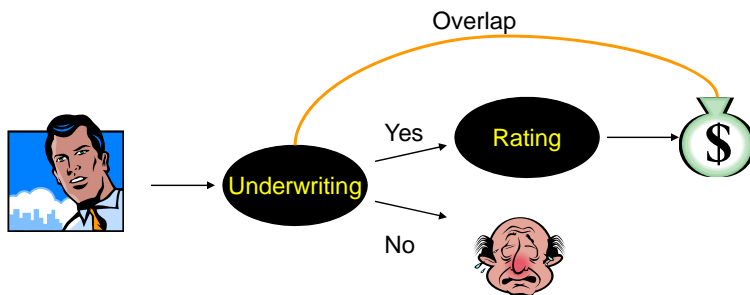 Overlap
Yes
Rating
$
Underwriting
No